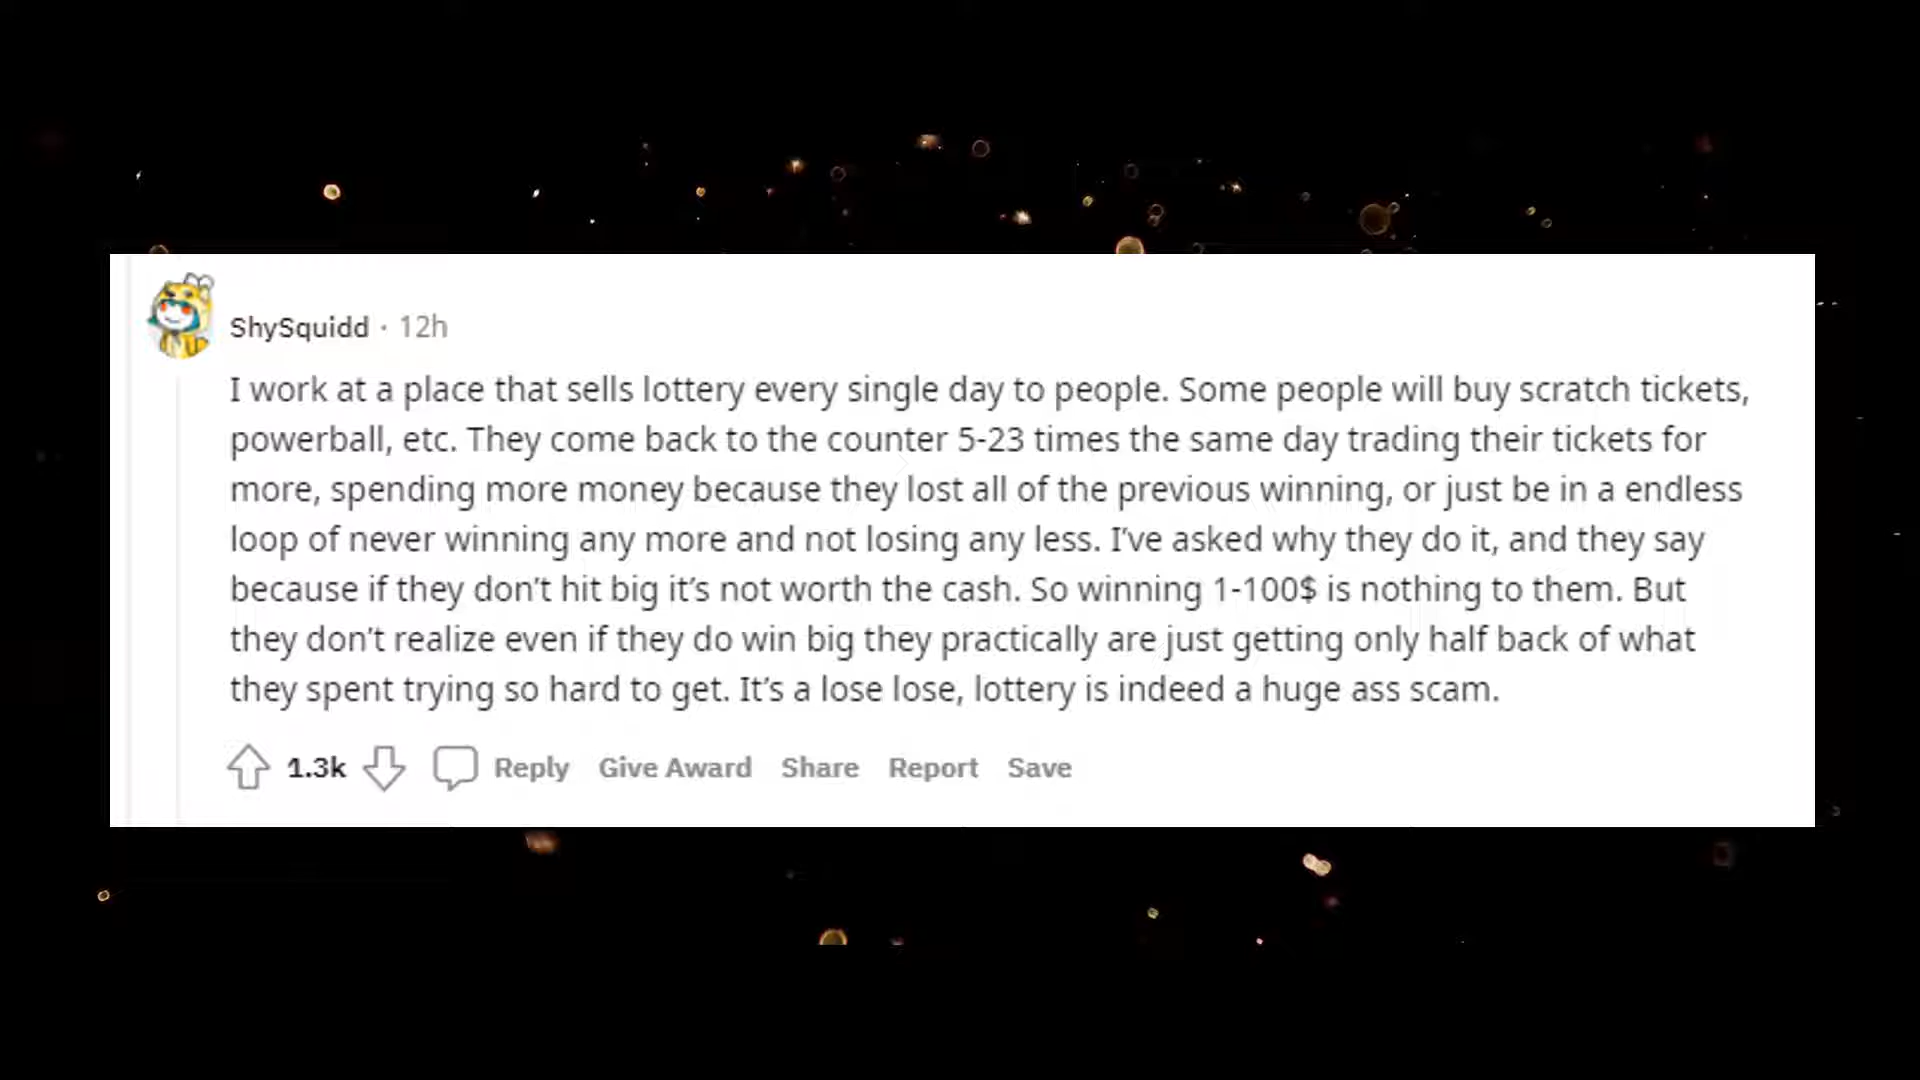 ShySquidd · 12h
I work at a place that sells lottery every single day to people. Some people will buy scratch tickets,
powerball, etc. They come back to the counter 5-23 times the same day trading their tickets for
more, spending more money because they lost all of the previous winning, or just be in a endless
loop of never winning any more and not losing any less. I’ve asked why they do it, and they say
because if they don’t hit big it’s not worth the cash. So winning 1-100$ is nothing to them. But
they don’t realize even if they do win big they practically are just getting only half back of what
they spent trying so hard to get. It’s a lose lose, lottery is indeed a huge ass scam.
1.3k Reply Give Award Share Report Save